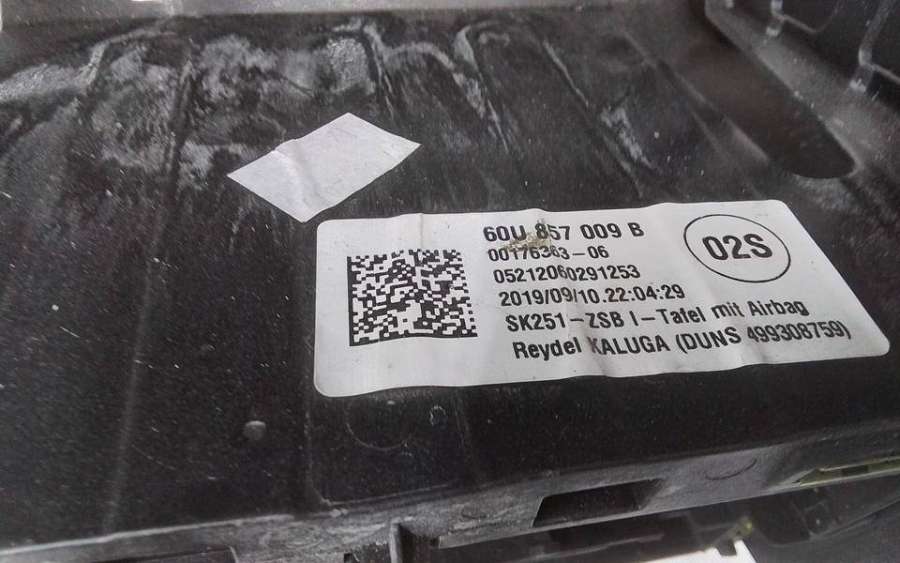 60U 857 009 B
02S
00176363-06
05212060291253
2019/09/10.22:04:29
SK251-ZSB I-Tafel mit Airbag
Reydel KALUGA (DUNS 499308759)